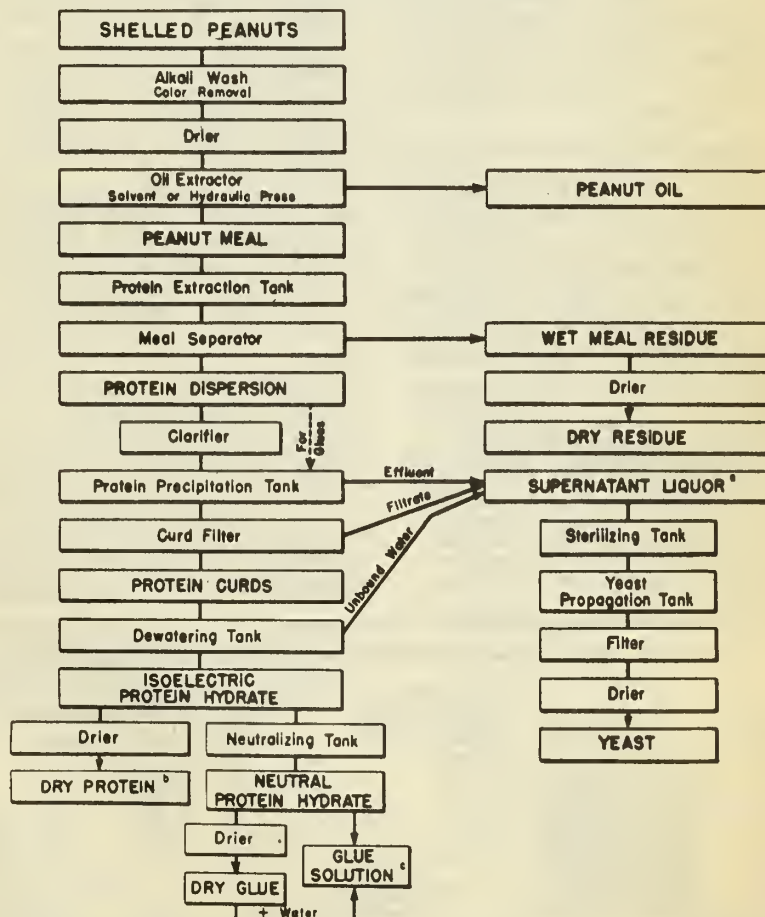 SHELLED PEANUTS
Alkali Wash
Color Removal
Drier
Oil Extractor
Solvent or Hydraulic Press
PEANUT OIL
PEANUT MEAL
Protein Extraction Tank
Meal Separator
WET MEAL RESIDUE
PROTEIN DISPERSION
Drier
Clarifier
For
Glues
DRY RESIDUE
Protein Precipitation Tank
Effluent
SUPERNATANT LIQUOR a
Filtrate
Curd Filter
Sterilizing Tank
Unbound Water
PROTEIN CURDS
Yeast
Propagation Tank
Dewatering Tank
Filter
ISOELECTRIC
PROTEIN HYDRATE
Drier
Drier
Neutralizing Tank
YEAST
DRY PROTEIN b
NEUTRAL
PROTEIN HYDRATE
Drier
GLUE
SOLUTION c
DRY GLUE
+ Water